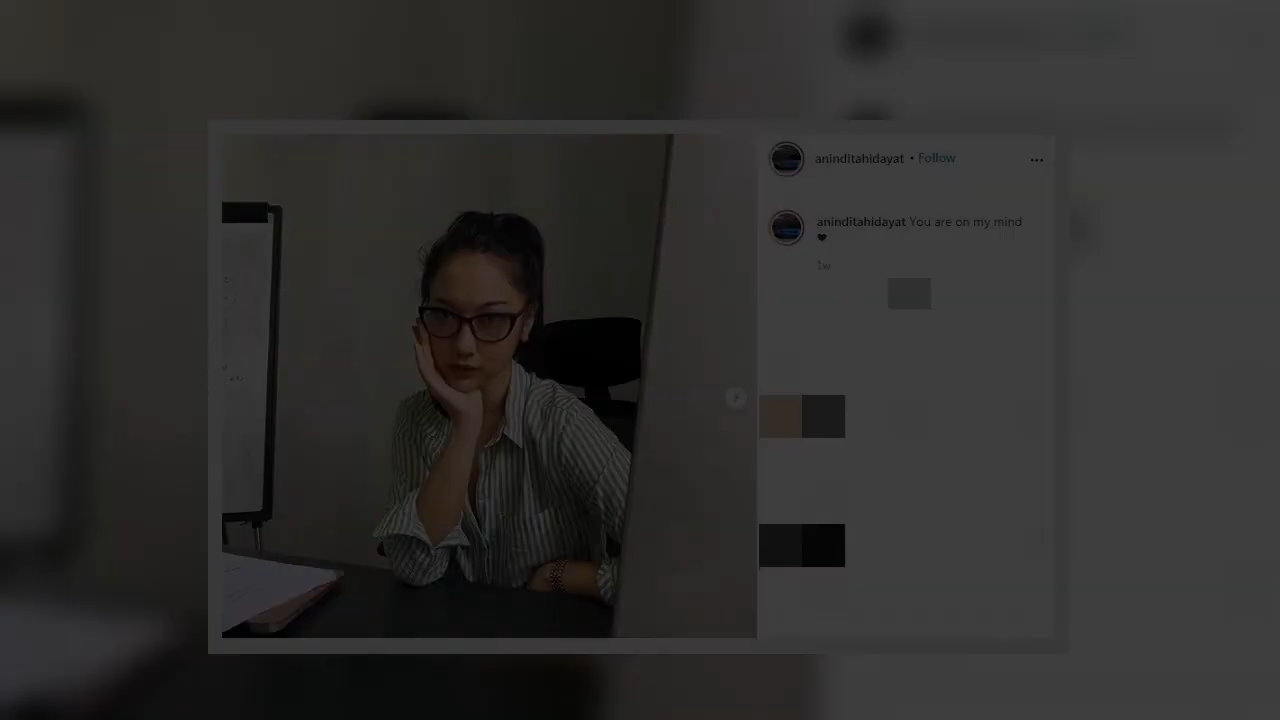 aninditahidayat • Follow
aninditahidayat You are on my mind
1w